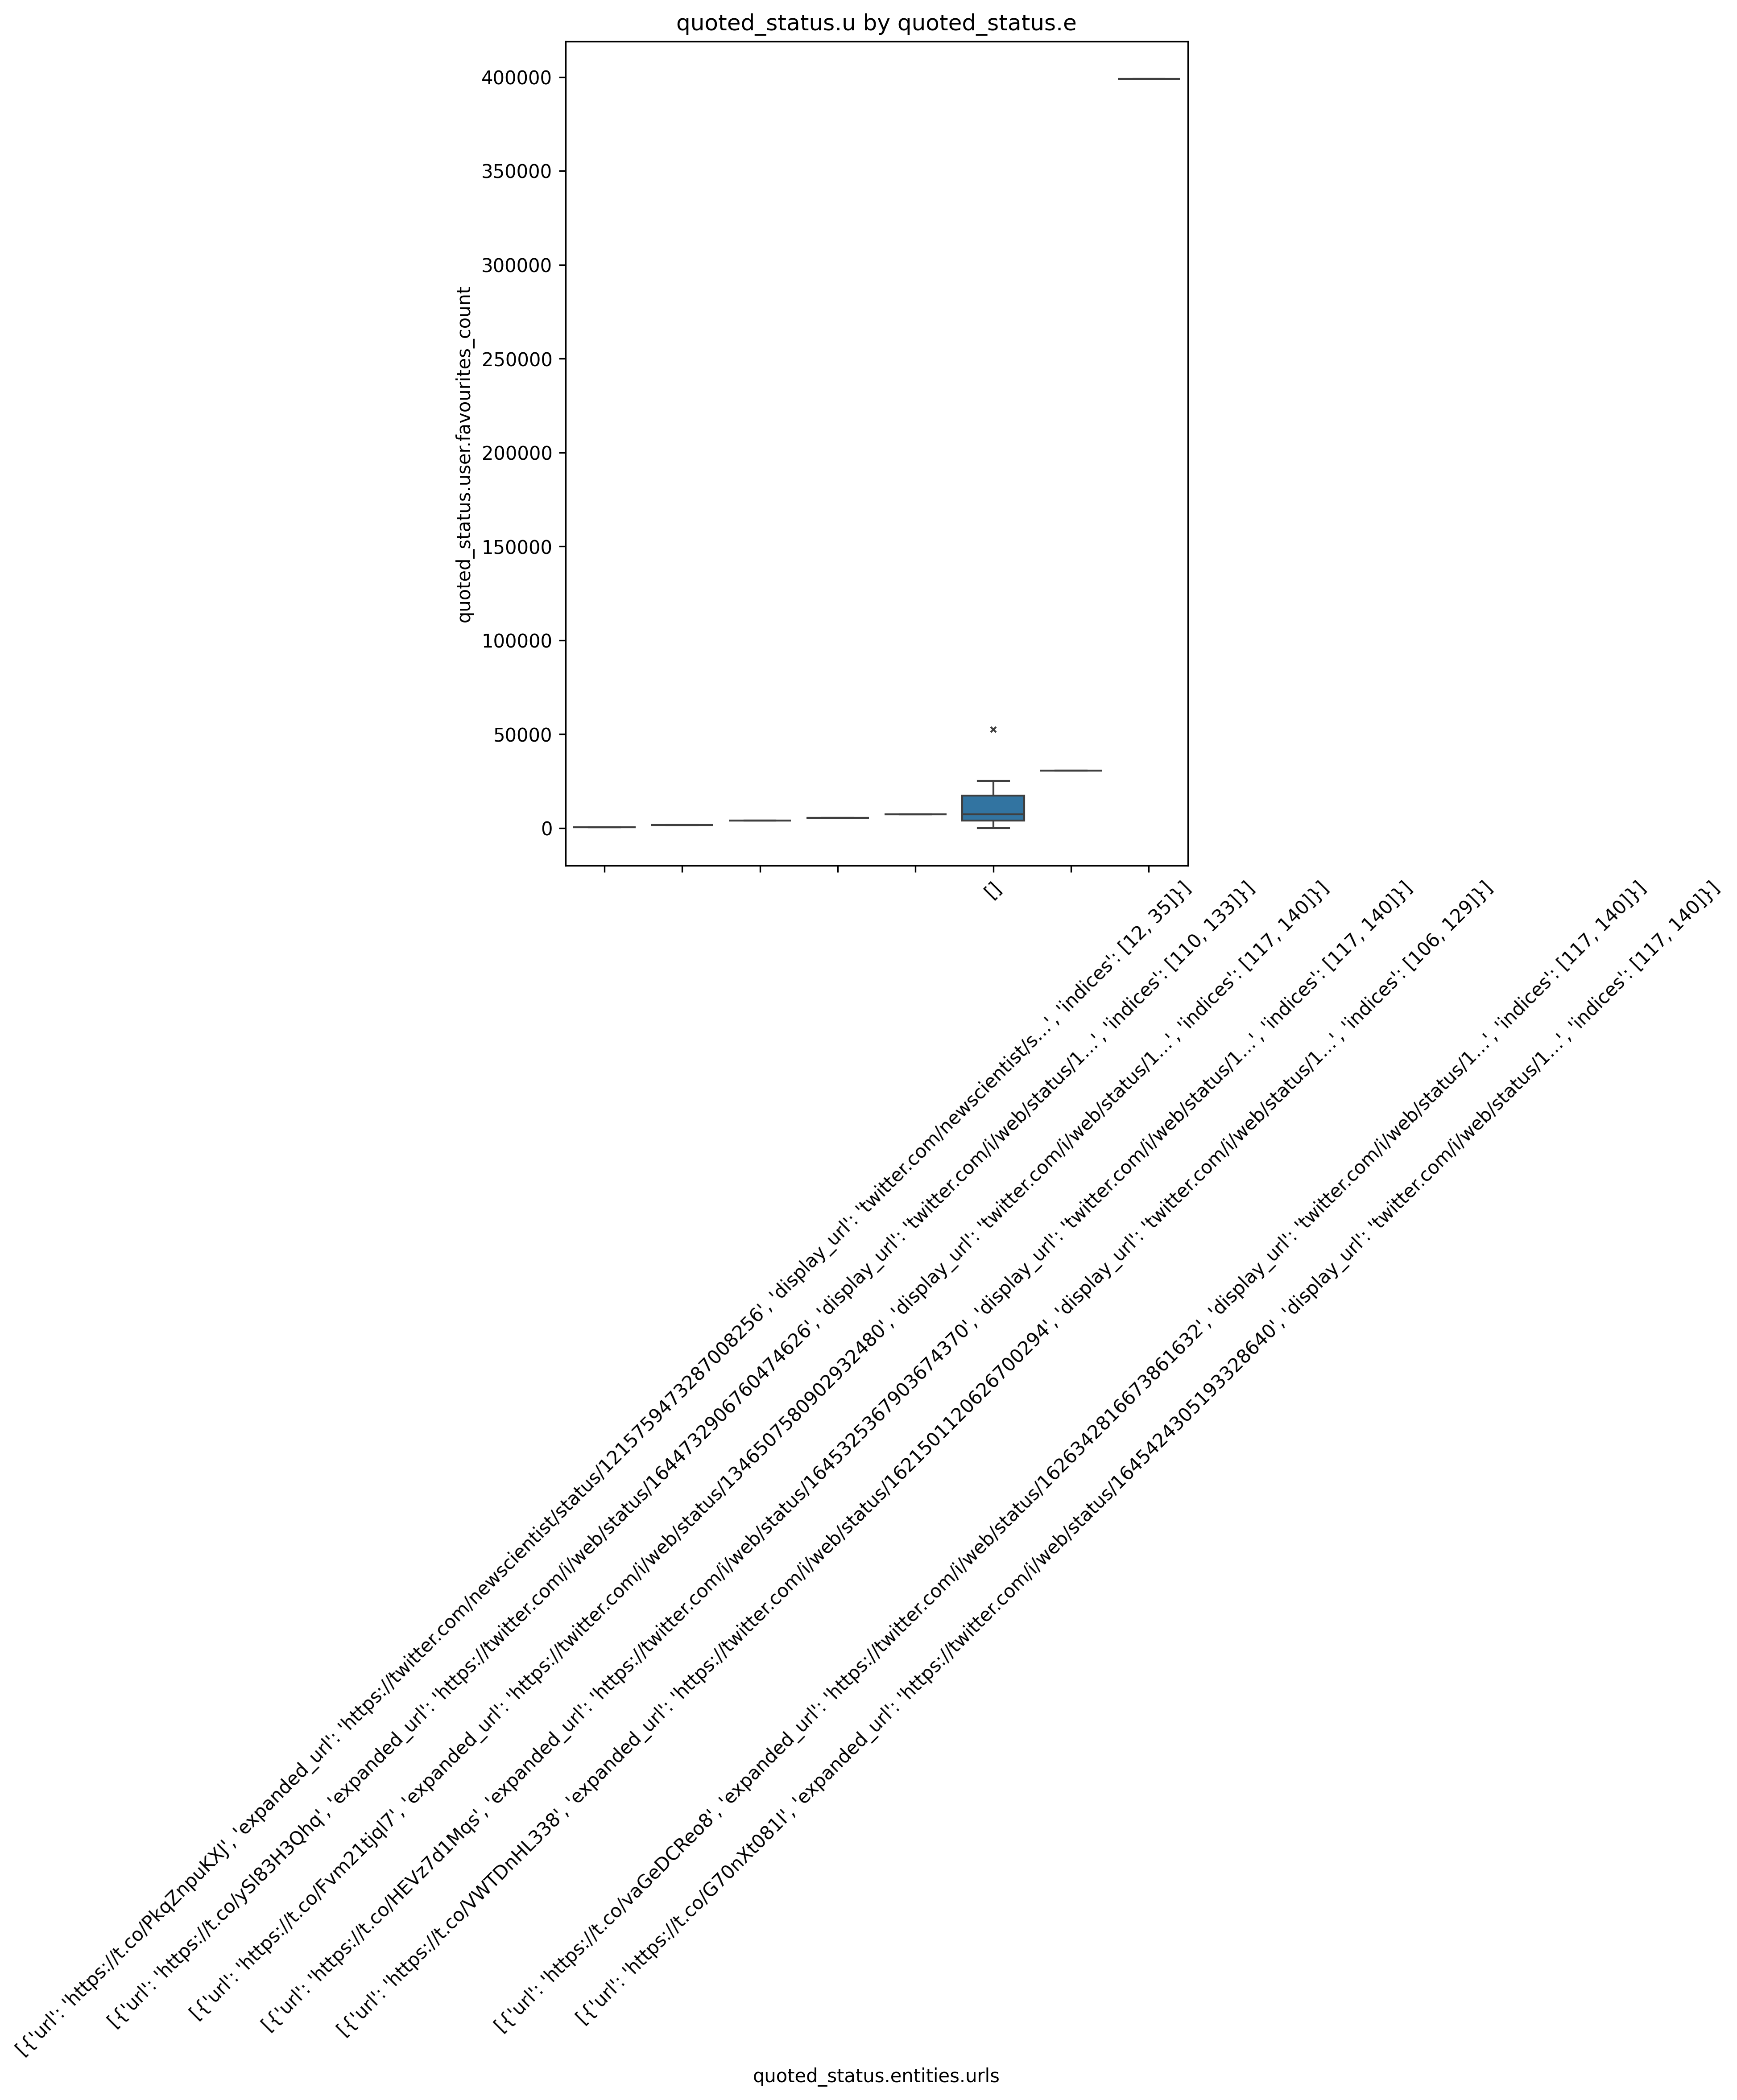 quoted_status.u by quoted_status.e
quoted_status.user.favourites_count
400000
350000
300000
250000
200000
150000
100000
50000
0
[{'url': 'https://t.co/PkqZnpuKXJ', 'expanded_url': 'https://twitter.com/newscientist/status/1215759473287008256', 'display_url': 'twitter.com/newscientist/s…', 'indices': [12, 35]}]
[{'url': 'https://t.co/ySl83H3Qhq', 'expanded_url': 'https://twitter.com/i/web/status/1644732906760474626', 'display_url': 'twitter.com/i/web/status/1…', 'indices': [110, 133]}]
[{'url': 'https://t.co/Fvm21tjqI7', 'expanded_url': 'https://twitter.com/i/web/status/1346507580902932480', 'display_url': 'twitter.com/i/web/status/1…', 'indices': [117, 140]}]
[{'url': 'https://t.co/HEVz7d1Mqs', 'expanded_url': 'https://twitter.com/i/web/status/1645325367903674370', 'display_url': 'twitter.com/i/web/status/1…', 'indices': [117, 140]}]
[{'url': 'https://t.co/VWTDnHL338', 'expanded_url': 'https://twitter.com/i/web/status/1621501120626700294', 'display_url': 'twitter.com/i/web/status/1…', 'indices': [106, 129]}]
[]
[{'url': 'https://t.co/vaGeDCReo8', 'expanded_url': 'https://twitter.com/i/web/status/1626342816673861632', 'display_url': 'twitter.com/i/web/status/1…', 'indices': [117, 140]}]
[{'url': 'https://t.co/G70nXt081I', 'expanded_url': 'https://twitter.com/i/web/status/1645424305193328640', 'display_url': 'twitter.com/i/web/status/1…', 'indices': [117, 140]}]
quoted_status.entities.urls